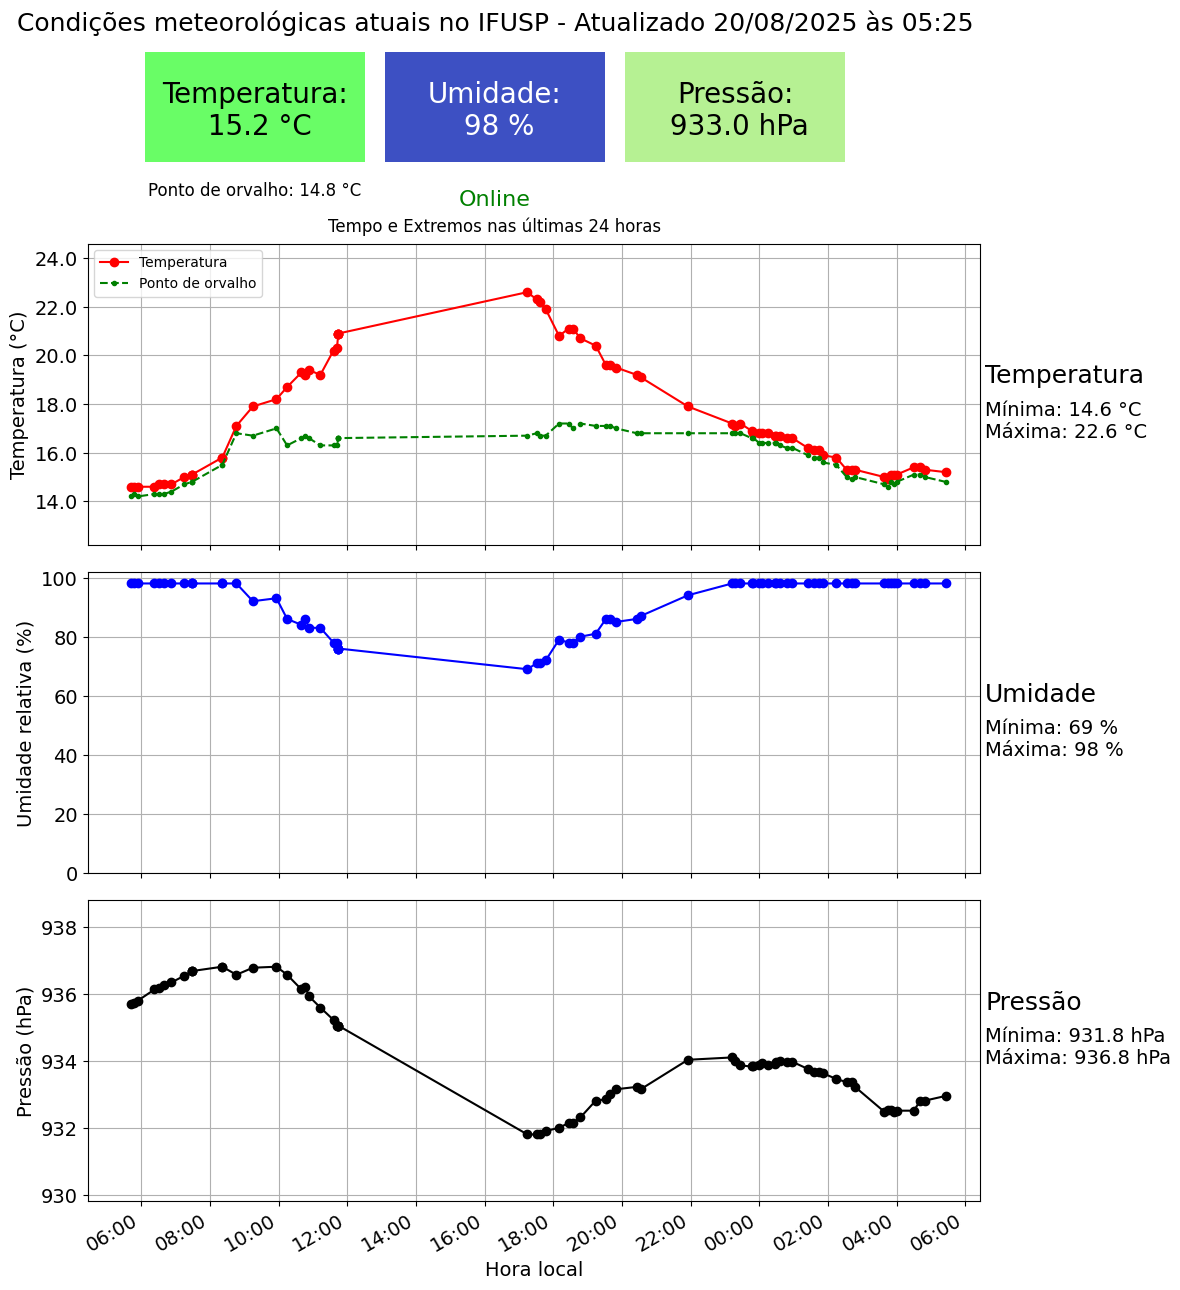 Condições meteorológicas atuais no IFUSP - Atualizado 20/08/2025 às 05:25
Temperatura:
15.2 °C
Umidade:
98 %
Pressão:
933.0 hPa
Ponto de orvalho: 14.8 °C
Online
Tempo e Extremos nas últimas 24 horas
Temperatura
Ponto de orvalho
Temperatura (°C)
24.0
22.0
20.0
18.0
16.0
14.0
Temperatura
Mínima: 14.6 °C
Máxima: 22.6 °C
Umidade relativa (%)
100
80
60
40
20
0
Umidade
Mínima: 69 %
Máxima: 98 %
Pressão (hPa)
938
936
934
932
930
Pressão
Mínima: 931.8 hPa
Máxima: 936.8 hPa
06:00 08:00 10:00 12:00 14:00 16:00 18:00 20:00 22:00 00:00 02:00 04:00 06:00
Hora local